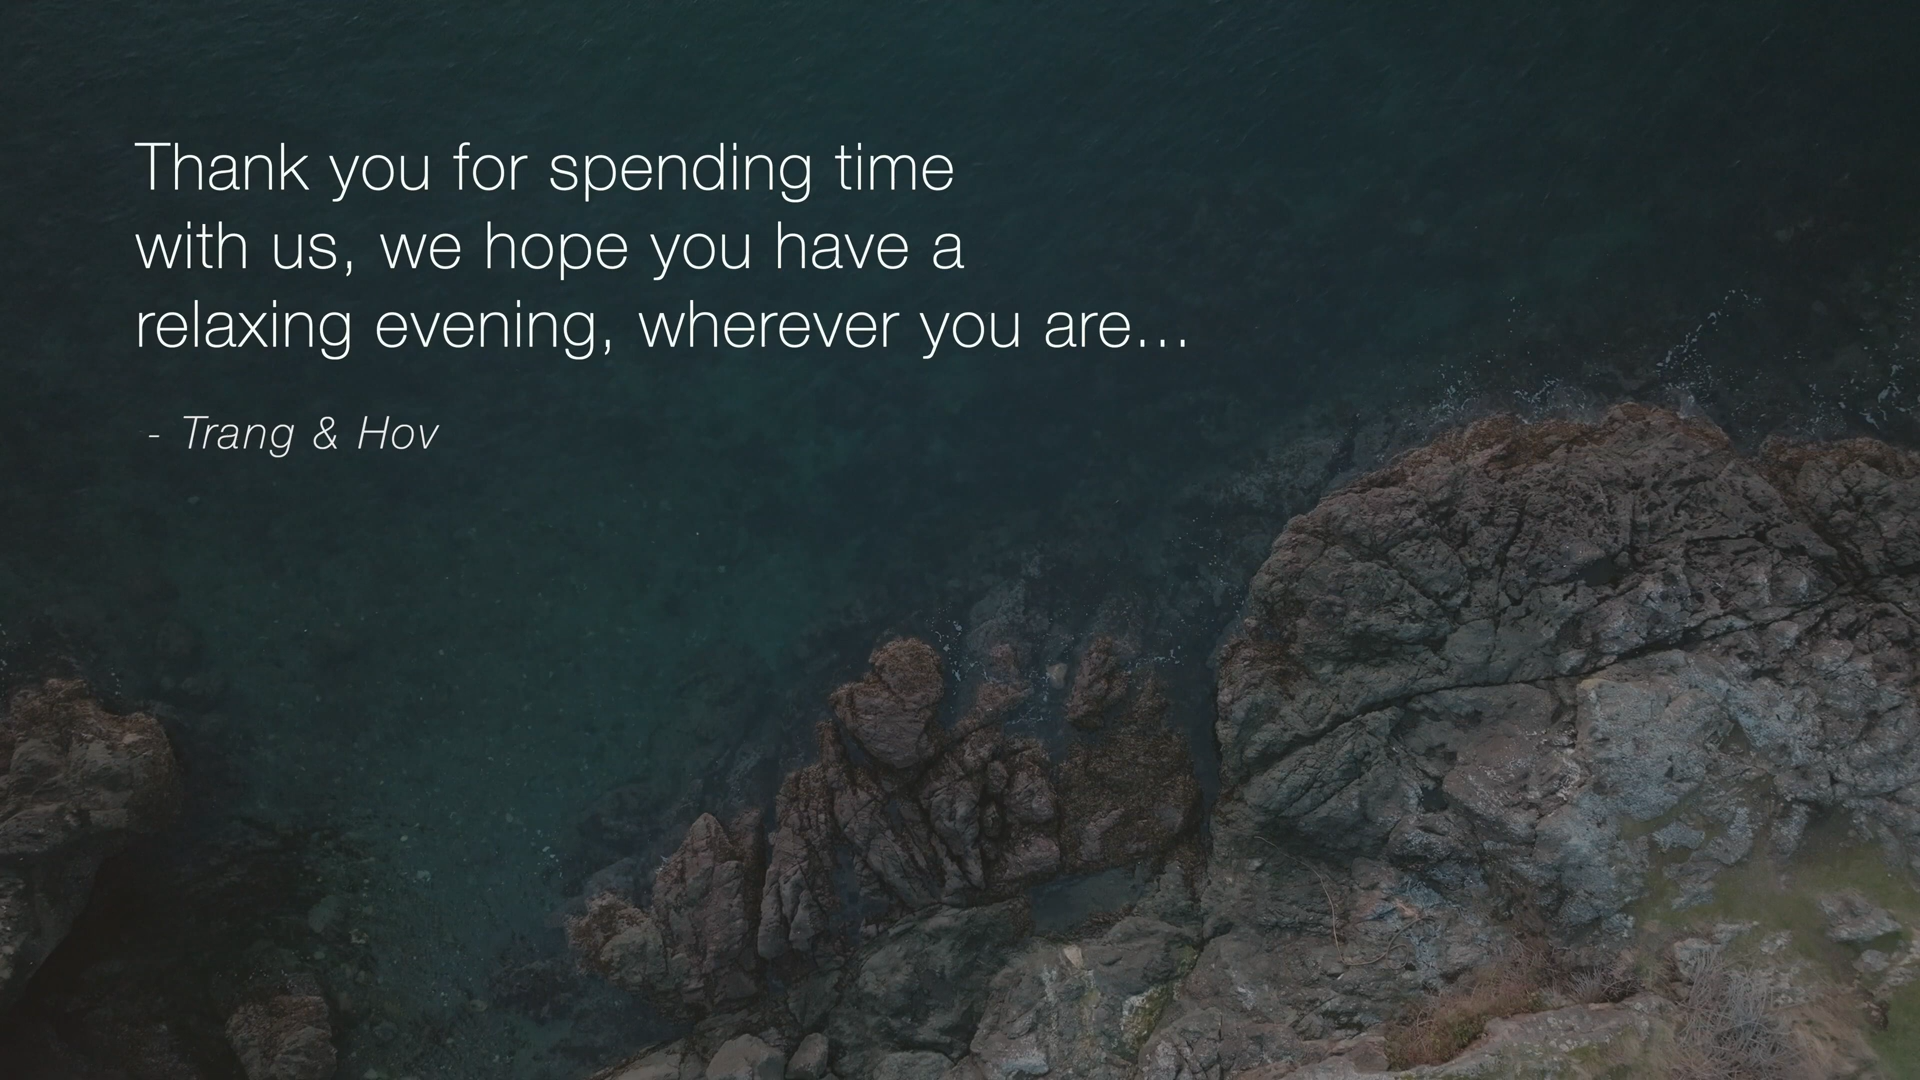 Thank you for spending time
with us, we hope you have a
relaxing evening, wherever you are...
- Trang & Hov